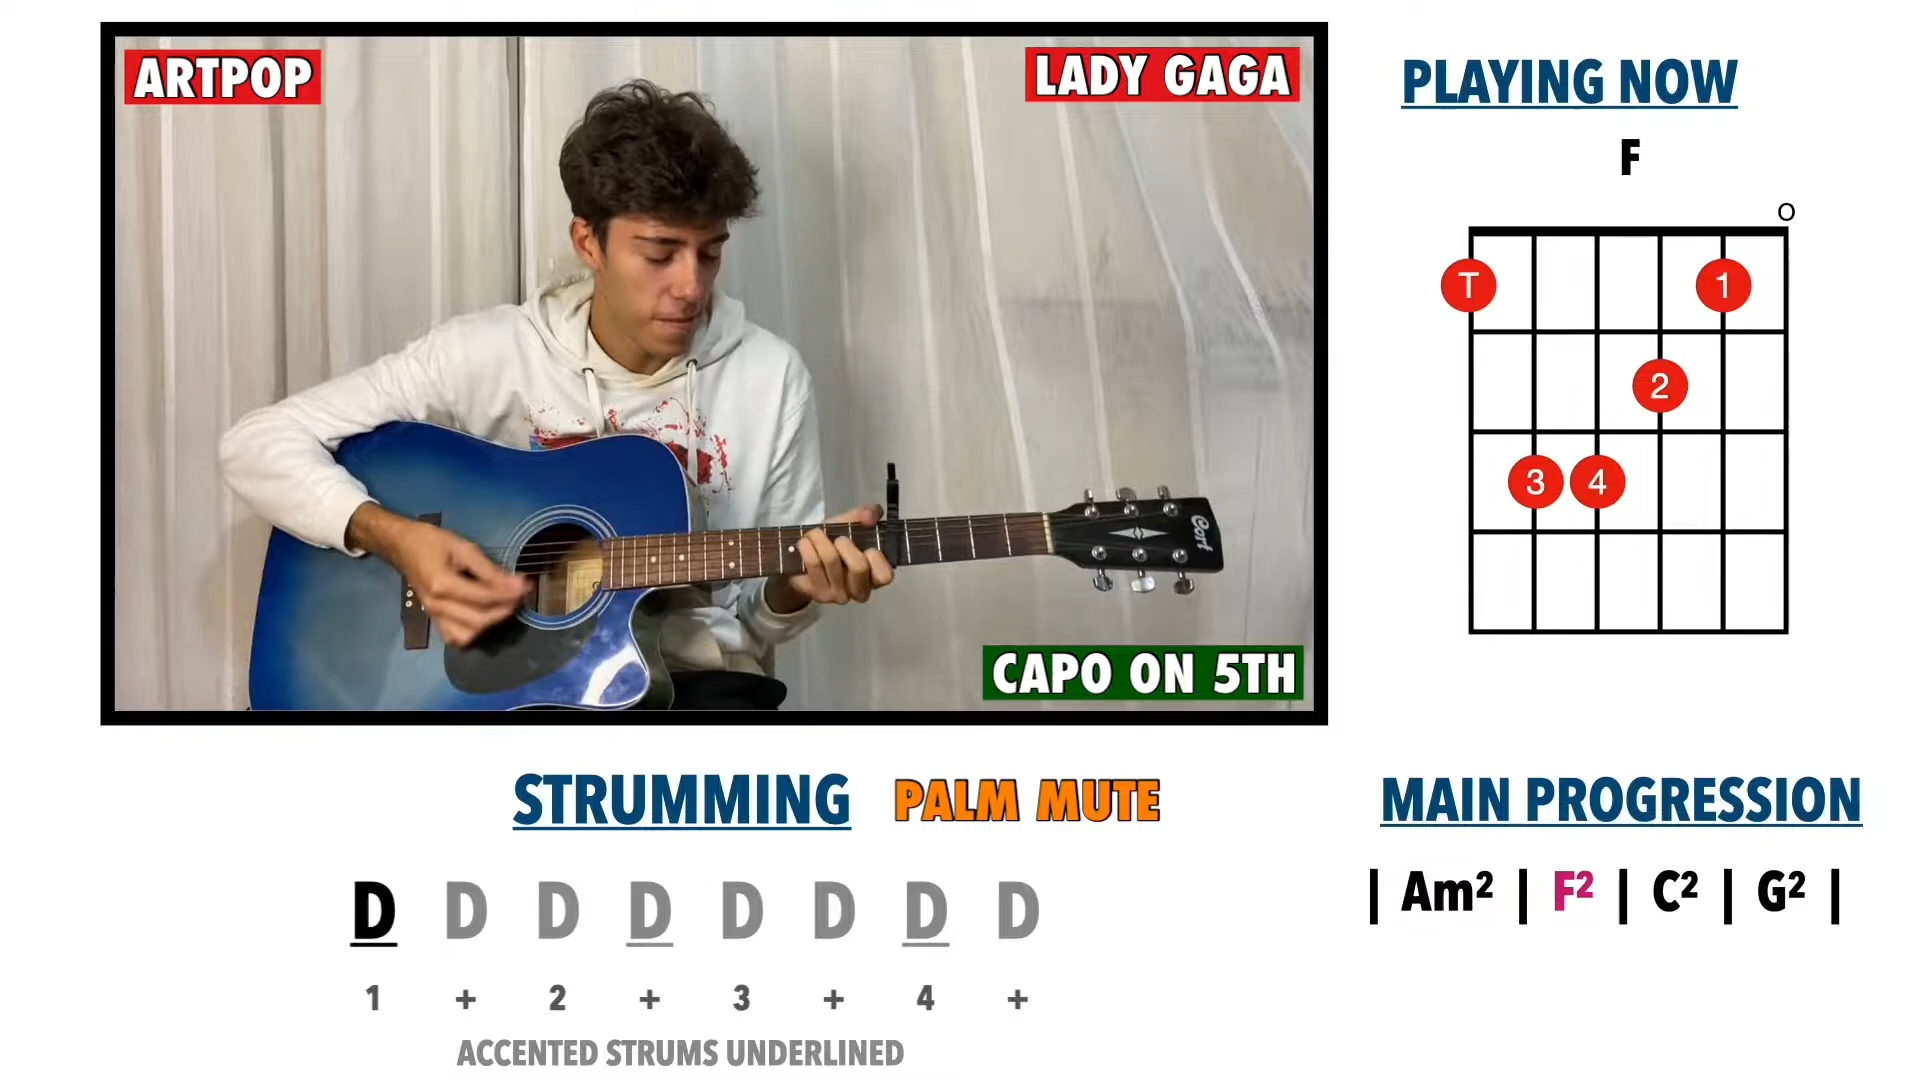 ARTPOP
LADY GAGA
PLAYING NOW
F
O
T 1
2
3 4
Cort
CAPO ON 5TH
STRUMMING PALM MUTE
D D D D D D D D
1 + 2 + 3 + 4 +
ACCENTED STRUMS UNDERLINED
MAIN PROGRESSION
| Am² | F² | C² | G² |